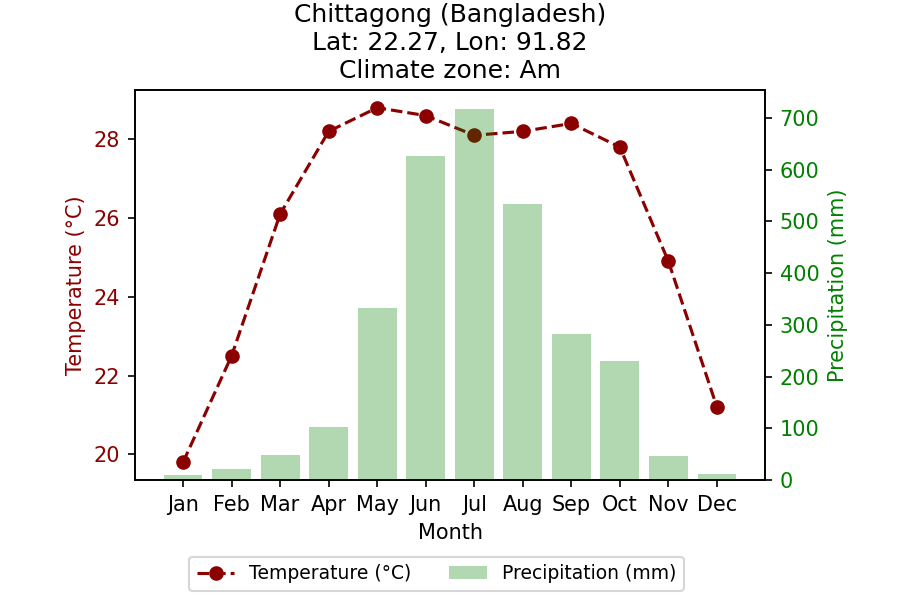 Chittagong (Bangladesh)
Lat: 22.27, Lon: 91.82
Climate zone: Am
Temperature (°C)
28
26
24
22
20
700
600
500
400
300
200
100
0
Precipitation (mm)
Jan Feb Mar Apr May Jun Jul Aug Sep Oct Nov Dec
Month
Temperature (°C) Precipitation (mm)